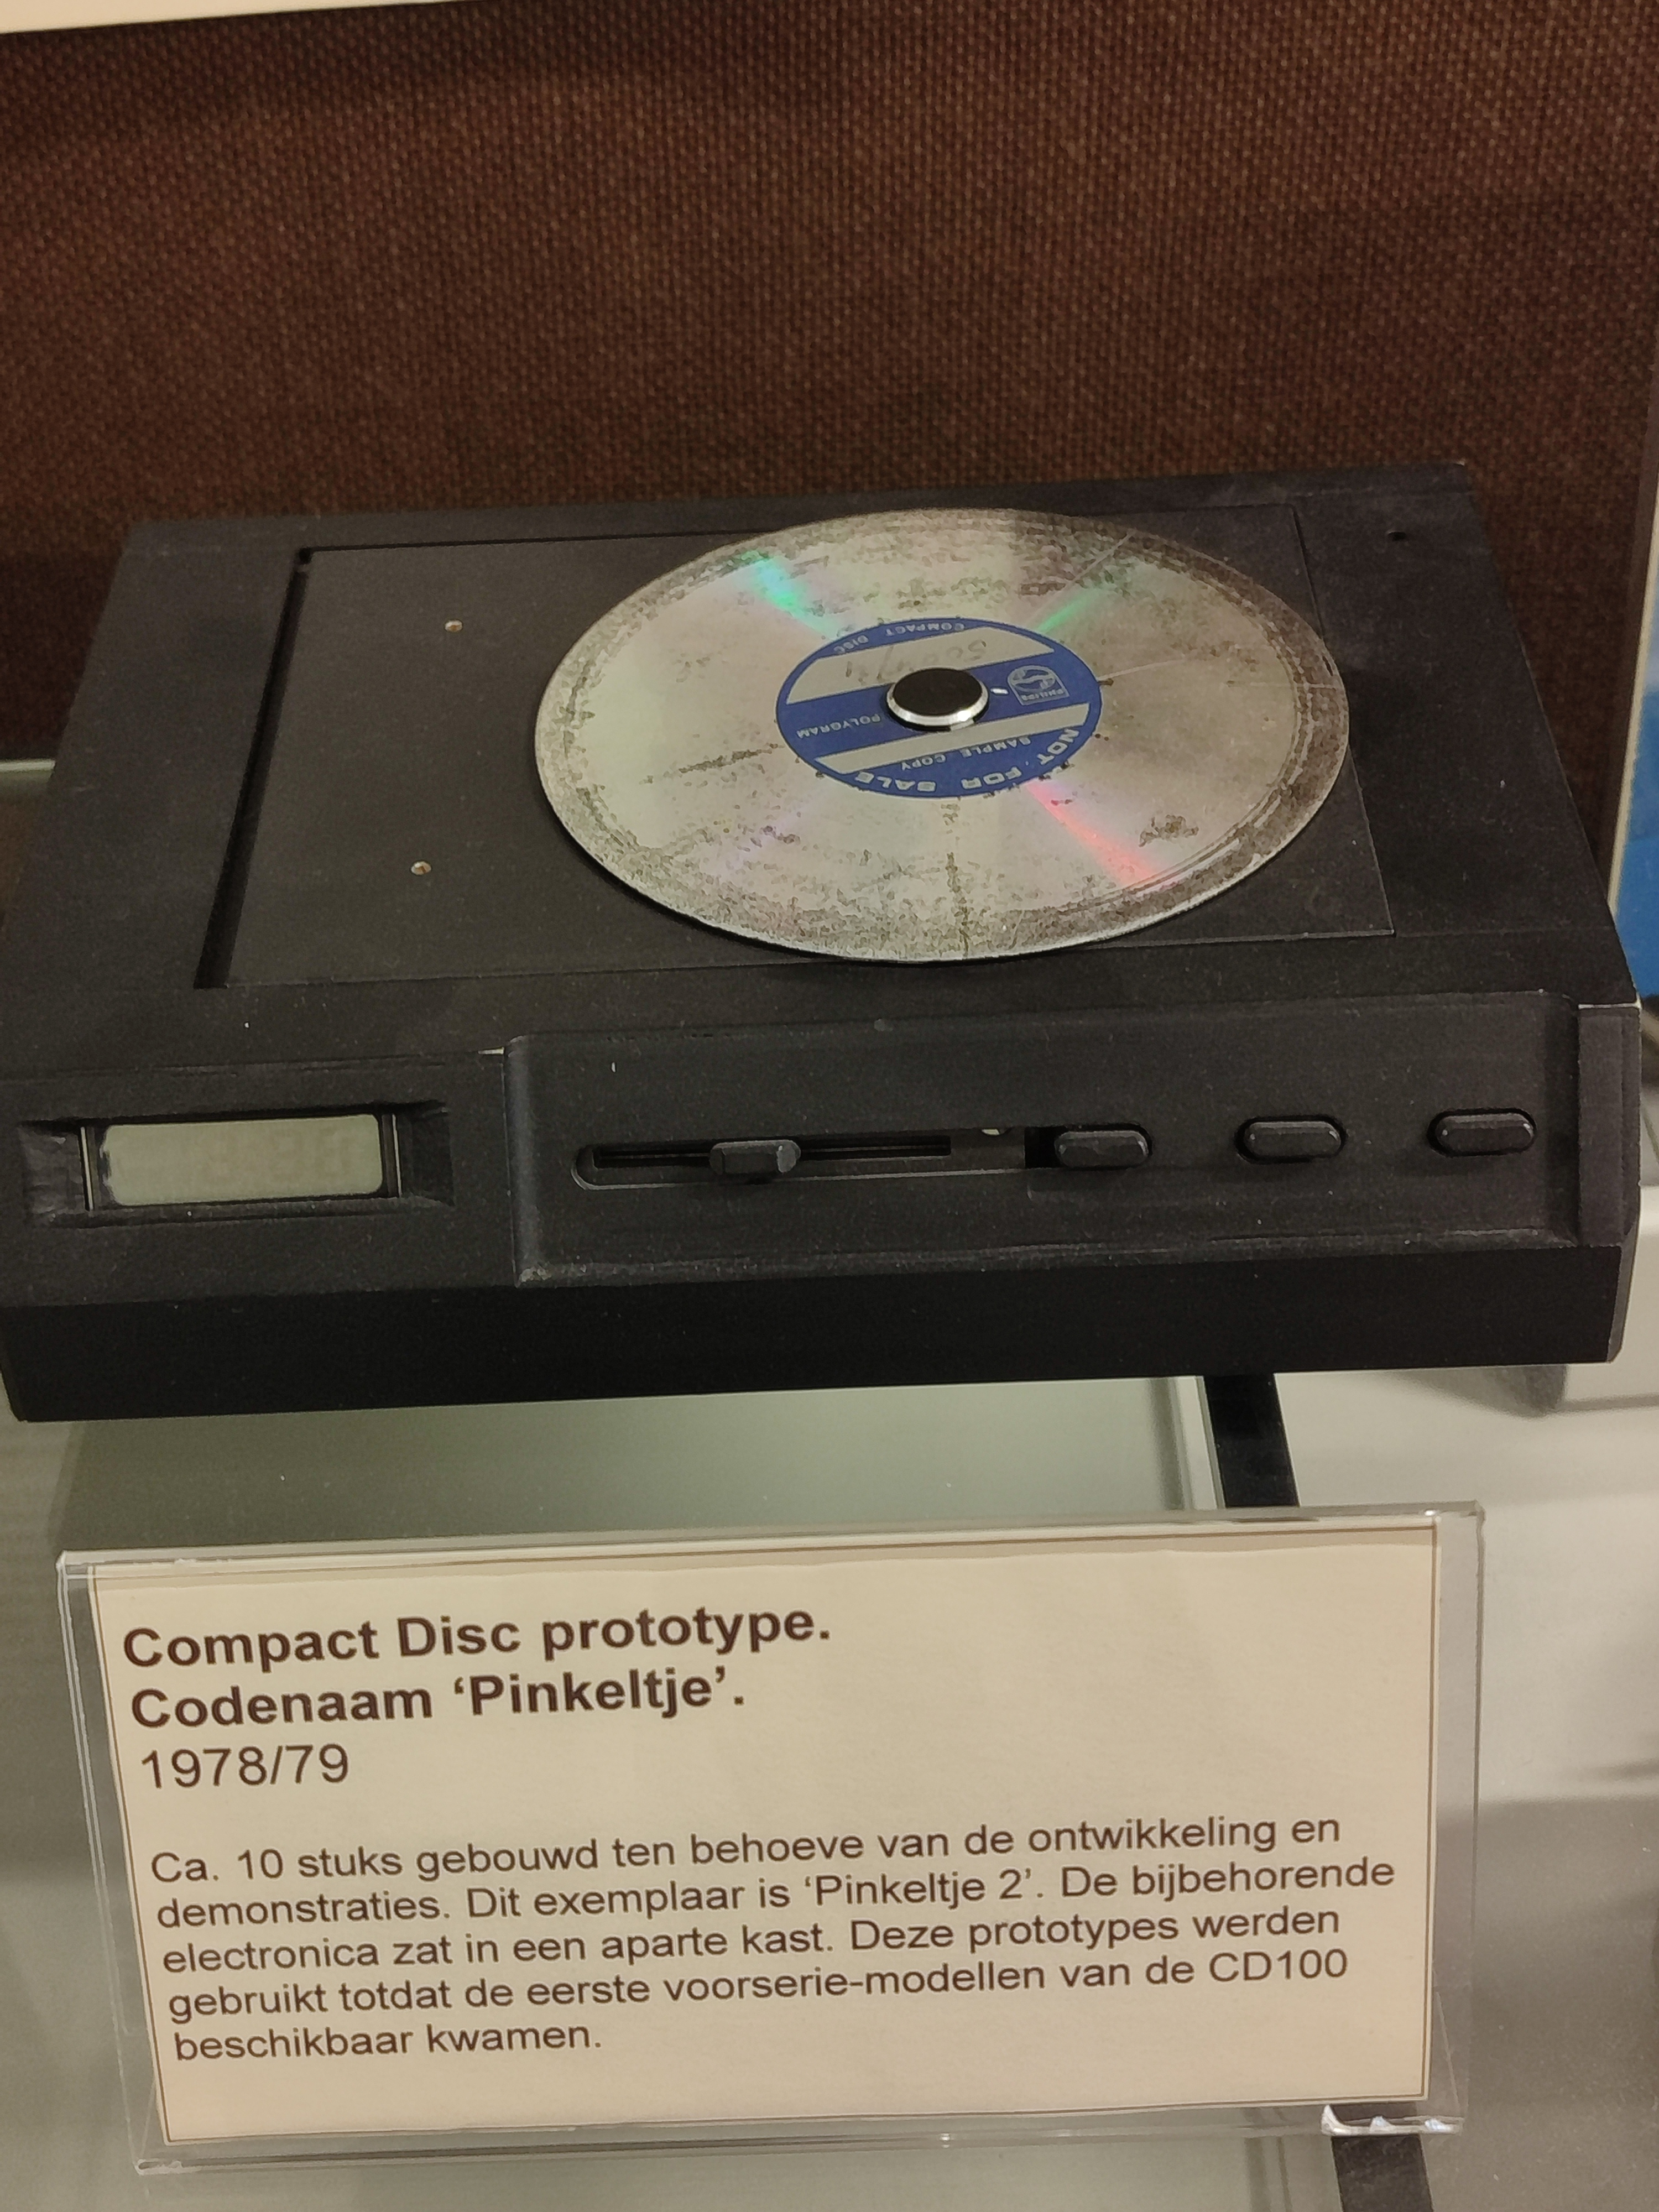 COMPACT DISC
PHILIPS
POLYGRAM
SAMPLE COPY
NOT FOR SALE
Compact Disc prototype.
Codenaam ‘Pinkeltje’.
1978/79
Ca. 10 stuks gebouwd ten behoeve van de ontwikkeling en
demonstraties. Dit exemplaar is ‘Pinkeltje 2’. De bijbehorende
electronica zat in een aparte kast. Deze prototypes werden
gebruikt totdat de eerste voorserie-modellen van de CD100
beschikbaar kwamen.